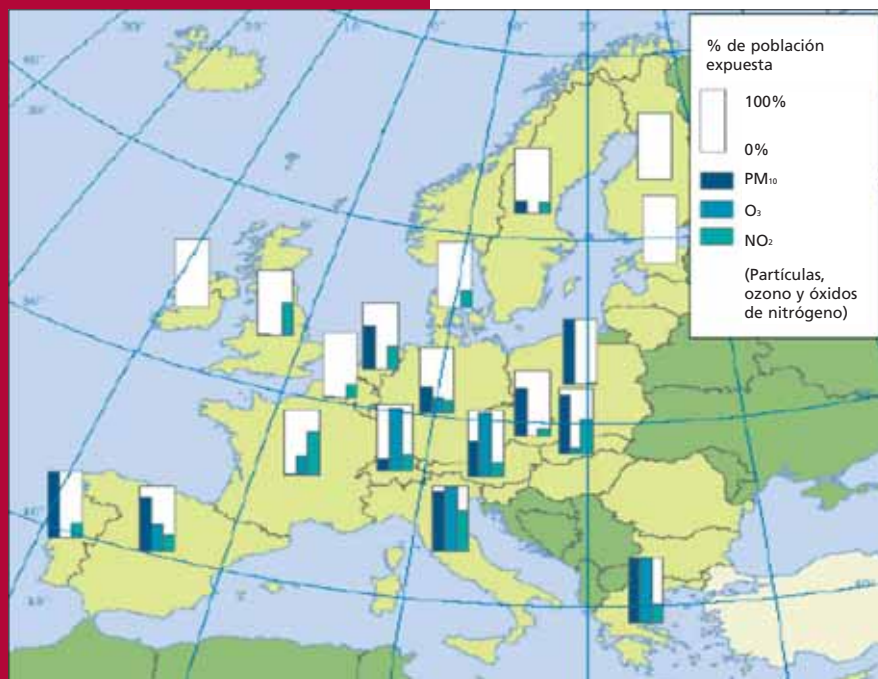 % de población
expuesta
100%
0%
PM₁₀
O₃
NO₂
(Partículas,
ozono y óxidos
de nitrógeno)